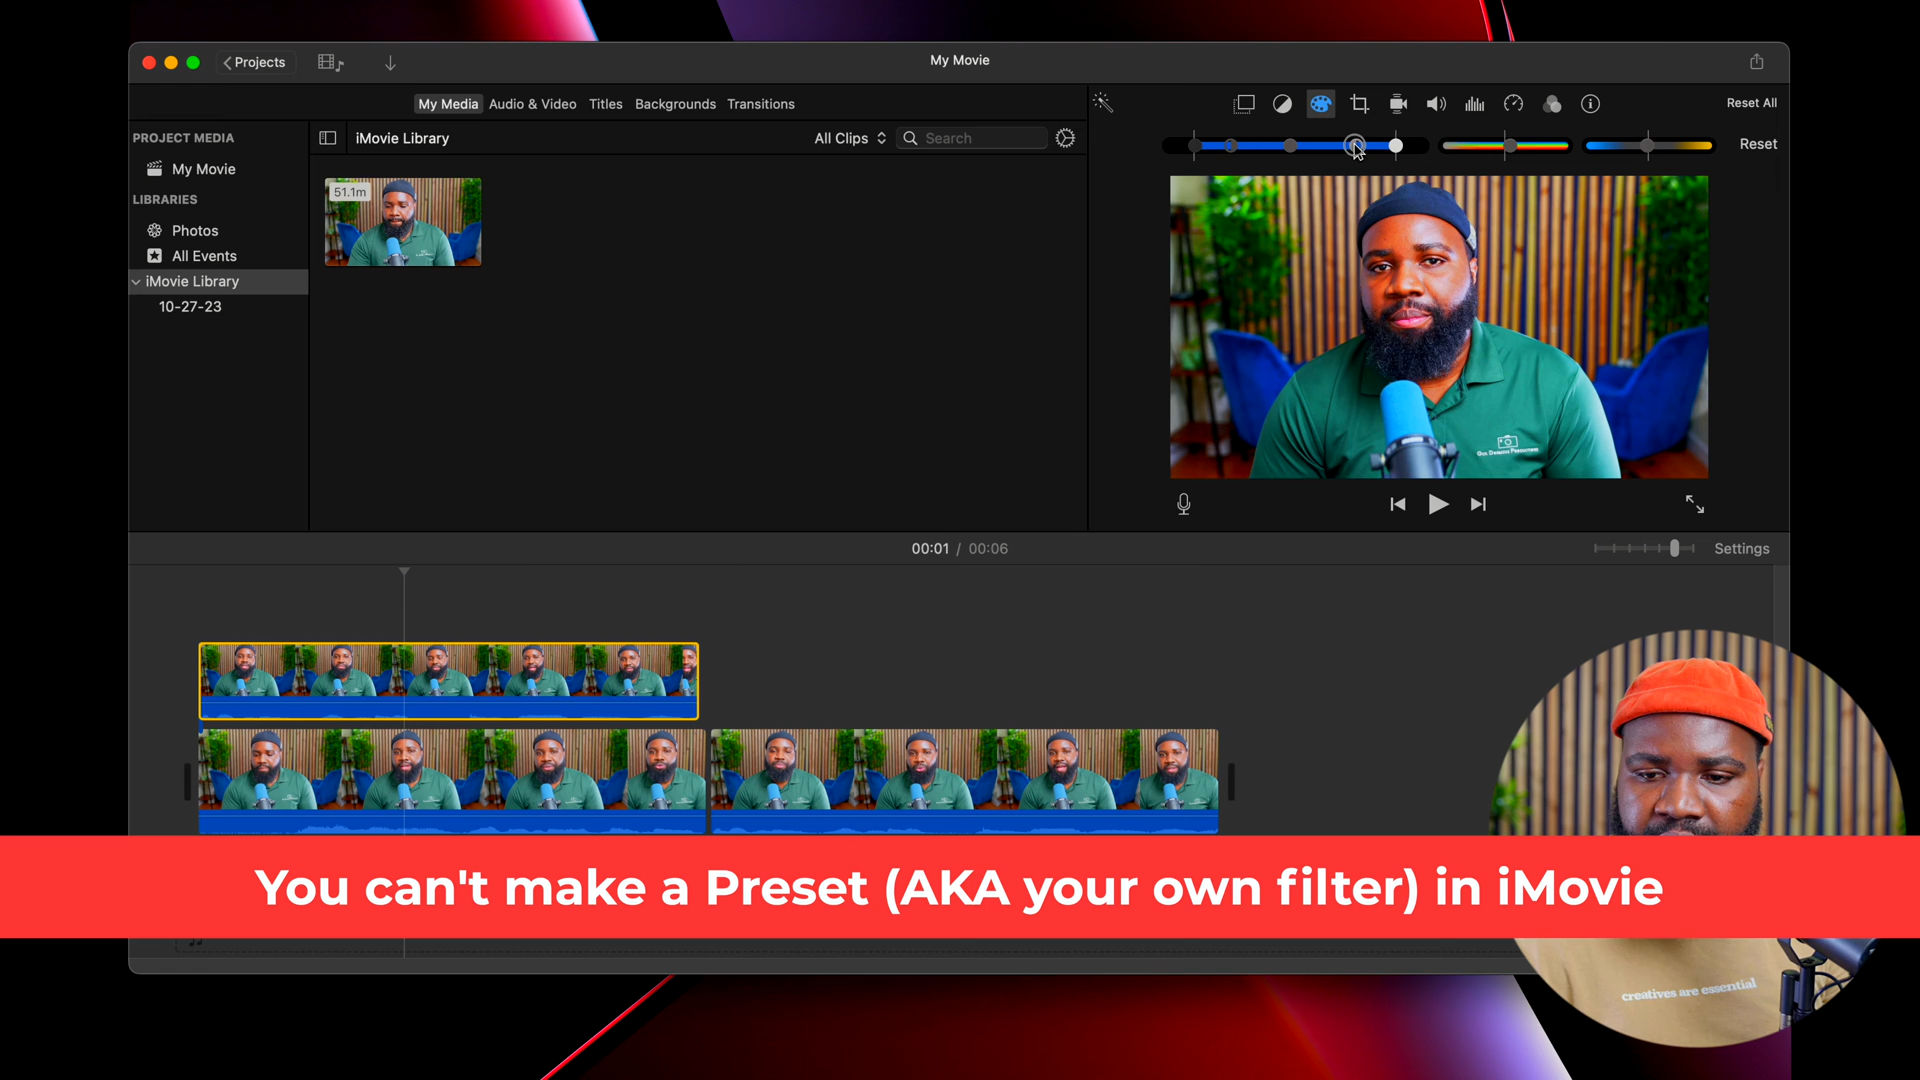 Projects
My Movie
My Media Audio & Video Titles Backgrounds Transitions
Reset All
PROJECT MEDIA
iMovie Library
All Clips
Search
Reset
My Movie
51.1m
LIBRARIES
Photos
All Events
iMovie Library
10-27-23
00:01 / 00:06
Settings
You can't make a Preset (AKA your own filter) in iMovie
creatives are essential